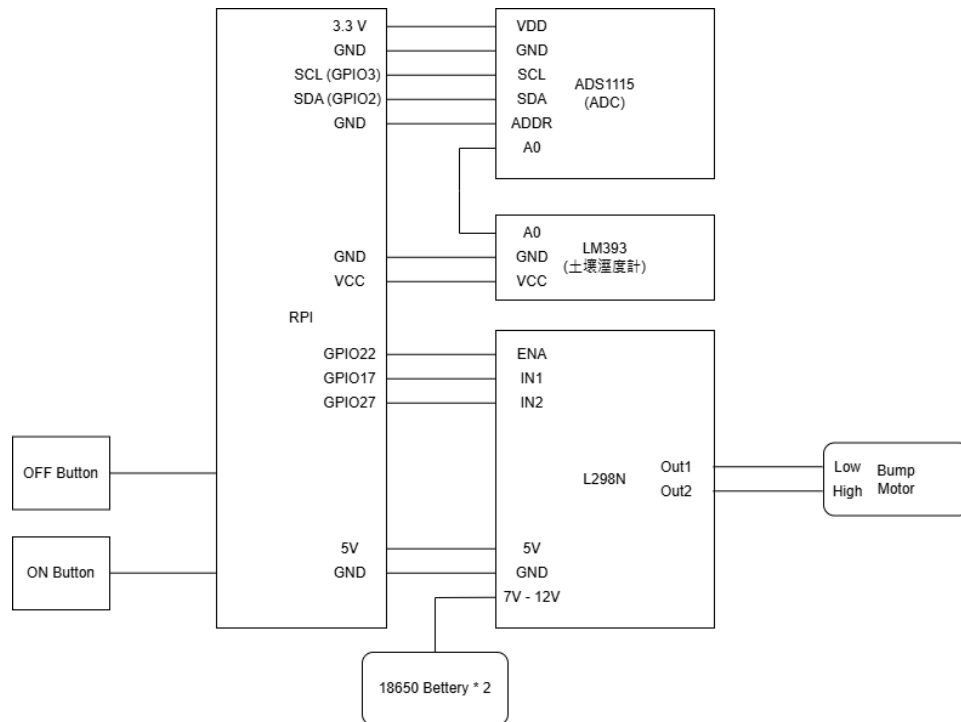 3.3 V
GND
SCL (GPIO3)
SDA (GPIO2)
GND
GND
VCC
RPI
GPIO22
GPIO17
GPIO27
5V
GND
VDD
GND
SCL
SDA
ADDR
A0
ADS1115
(ADC)
A0
GND
VCC
LM393
(土壤溼度計)
ENA
IN1
IN2
L298N
Out1
Out2
5V
GND
7V - 12V
Low
High
Bump
Motor
OFF Button
ON Button
18650 Bettery * 2